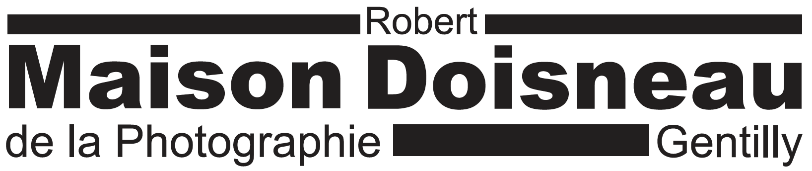 Robert
Maison Doisneau
de la Photographie Gentilly